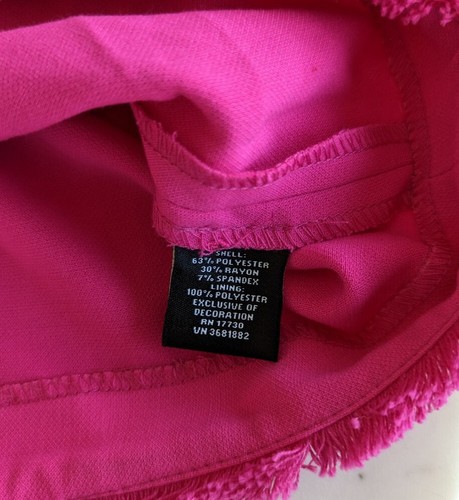 SHELL:
63% POLYESTER
30% RAYON
7% SPANDEX
LINING:
100% POLYESTER
EXCLUSIVE OF
DECORATION
RN 17730
VN 3681882